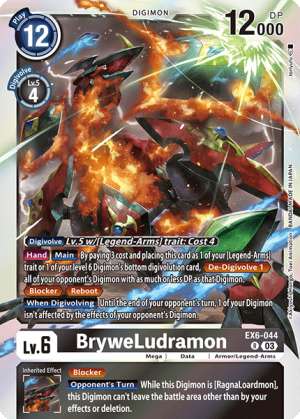 DIGIMON
Play
12
DP
12000
Digivolve
Lv.5
4
Digivolve Lv.5 w/[Legend-Arms] trait: Cost 4
Hand Main By paying 3 cost and placing this card as 1 of your [Legend-Arms]
trait or 1 of your level 6 Digimon's bottom digivolution card, De-Digivolve 1
all of your opponent's Digimon with as much or less DP as that Digimon.
Blocker Reboot
When Digivolving Until the end of your opponent's turn, 1 of your Digimon
isn't affected by the effects of your opponent's Digimon.
EX6-044
Lv.6
BryweLudramon
R 03
Mega Data Armor/Legend-Arms
Inherited Effect
Blocker
Opponent's Turn While this Digimon is [RagnaLoardmon],
this Digimon can't leave the battle area other than by your
effects or deletion.